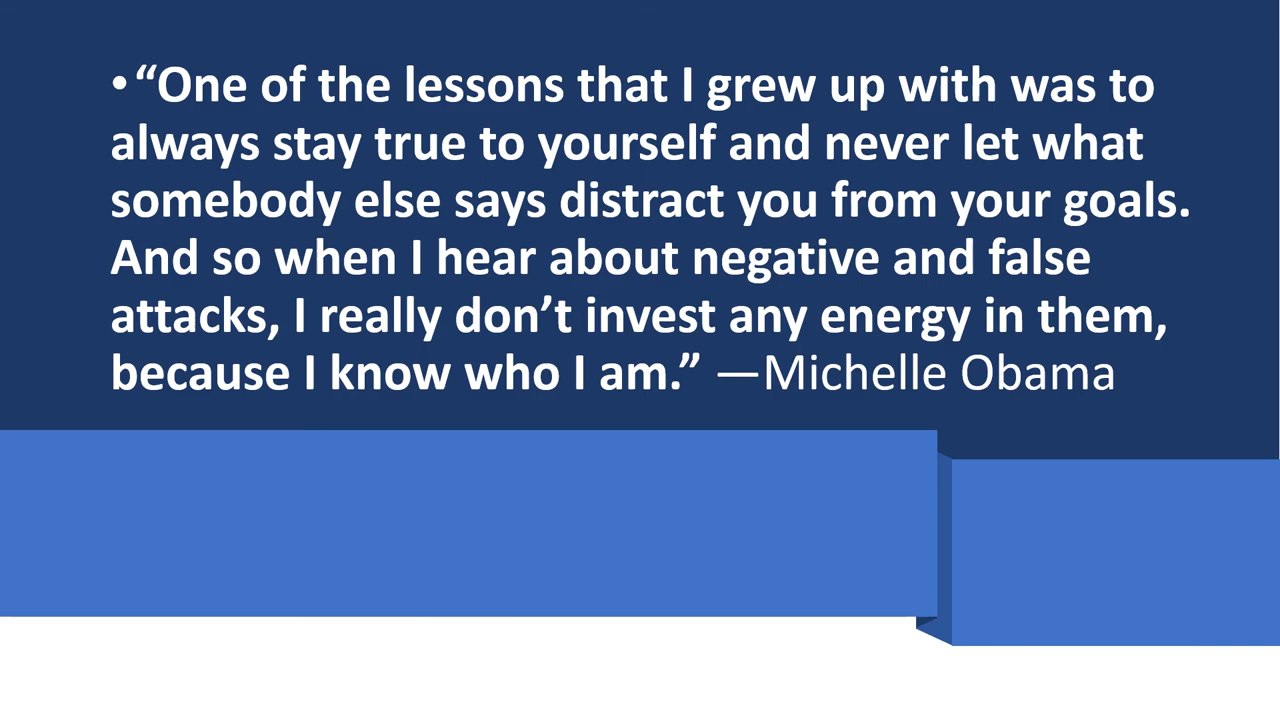 •“One of the lessons that I grew up with was to
always stay true to yourself and never let what
somebody else says distract you from your goals.
And so when I hear about negative and false
attacks, I really don’t invest any energy in them,
because I know who I am.” —Michelle Obama